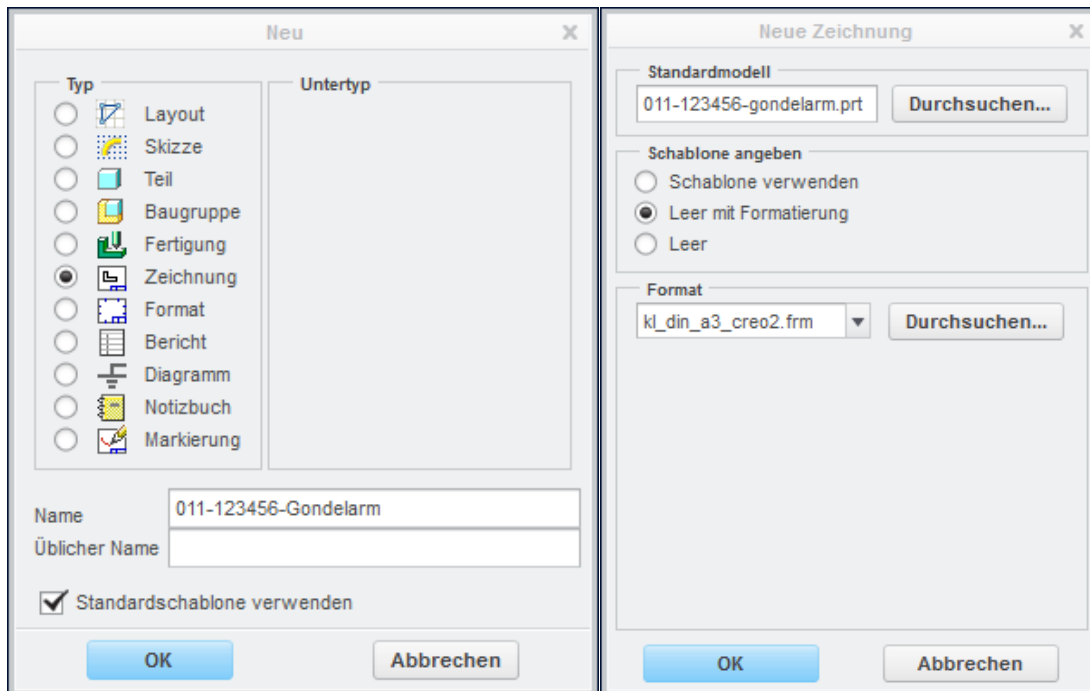 Neu
Typ
Untertyp
Layout
Skizze
Teil
Baugruppe
Fertigung
Zeichnung
Format
Bericht
Diagramm
Notizbuch
Markierung
Name
011-123456-Gondelarm
Üblicher Name
Standardschablone verwenden
OK
Abbrechen
Neue Zeichnung
Standardmodell
011-123456-gondelarm.prt
Durchsuchen...
Schablone angeben
Schablone verwenden
Leer mit Formatierung
Leer
Format
kl_din_a3_creo2.frm
Durchsuchen...
OK
Abbrechen